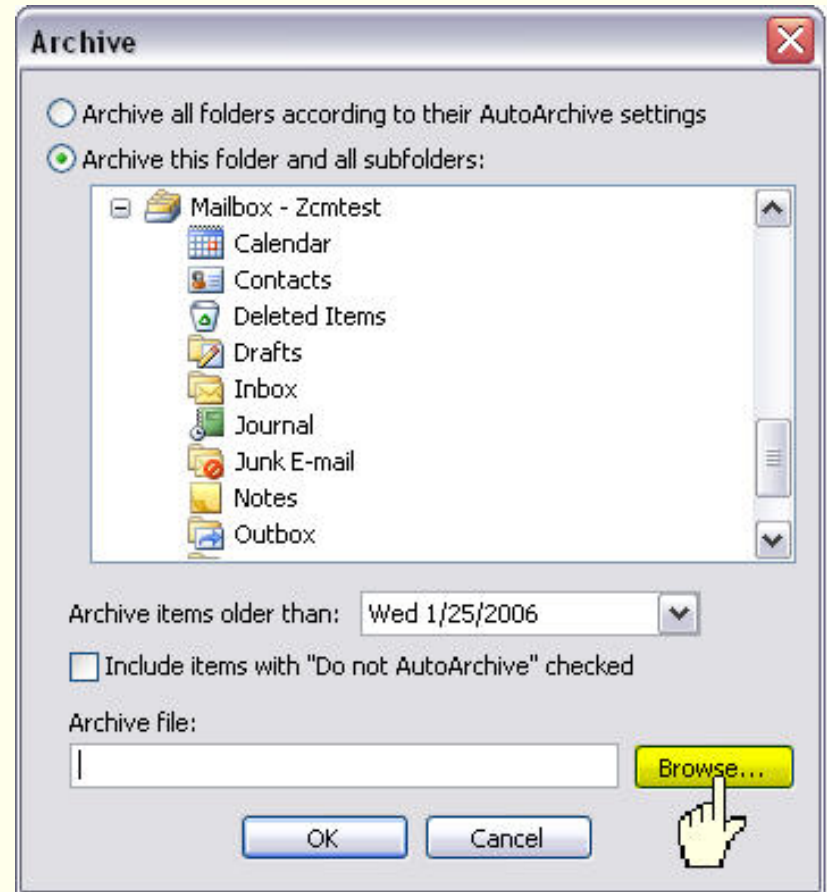 Archive
Archive all folders according to their AutoArchive settings
Archive this folder and all subfolders:
Mailbox - Zcmtest
Calendar
Contacts
Deleted Items
Drafts
Inbox
Journal
Junk E-mail
Notes
Outbox
Archive items older than: Wed 1/25/2006
Include items with "Do not AutoArchive" checked
Archive file:
Browse...
OK Cancel